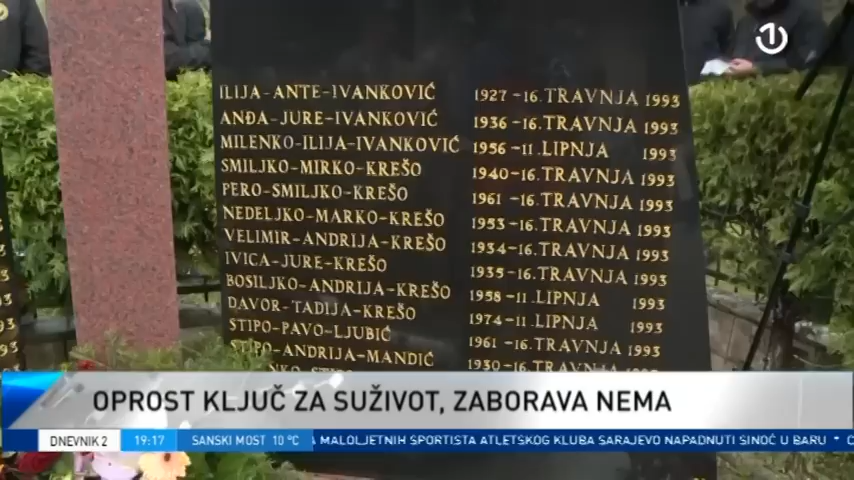 1
ILIJA-ANTE-IVANKOVIĆ 1927-16.TRAVNJA 1993
ANĐA-JURE-IVANKOVIĆ 1936-16.TRAVNJA 1993
MILENKO-ILIJA-IVANKOVIĆ 1956-11.LIPNJA 1993
SMILJKO-MIRKO-KREŠO 1940-16.TRAVNJA 1993
PERO-SMILJKO-KREŠO 1961-16.TRAVNJA 1993
NEDELJKO-MARKO-KREŠO 1953-16.TRAVNJA 1993
VELIMIR-ANDRIJA-KREŠO 1934-16.TRAVNJA 1993
IVICA-JURE-KREŠO 1935-16.TRAVNJA 1993
BOSILJKO-ANDRIJA-KREŠO 1958-11.LIPNJA 1993
DAVOR-TADIJA-KREŠO 1974-11.LIPNJA 1993
STIPO-PAVO-LJUBIĆ 1961-16.TRAVNJA 1993
STIPO-ANDRIJA-MANDIĆ 1930-16.TRAVNJA
OPROST KLJUČ ZA SUŽIVOT, ZABORAVA NEMA
DNEVNIK 2 19:17 SANSKI MOST 10 °C A MALOLJETNIH SPORTISTA ATLETSKOG KLUBA SARAJEVO NAPADNUTI SINOĆ U BARU *